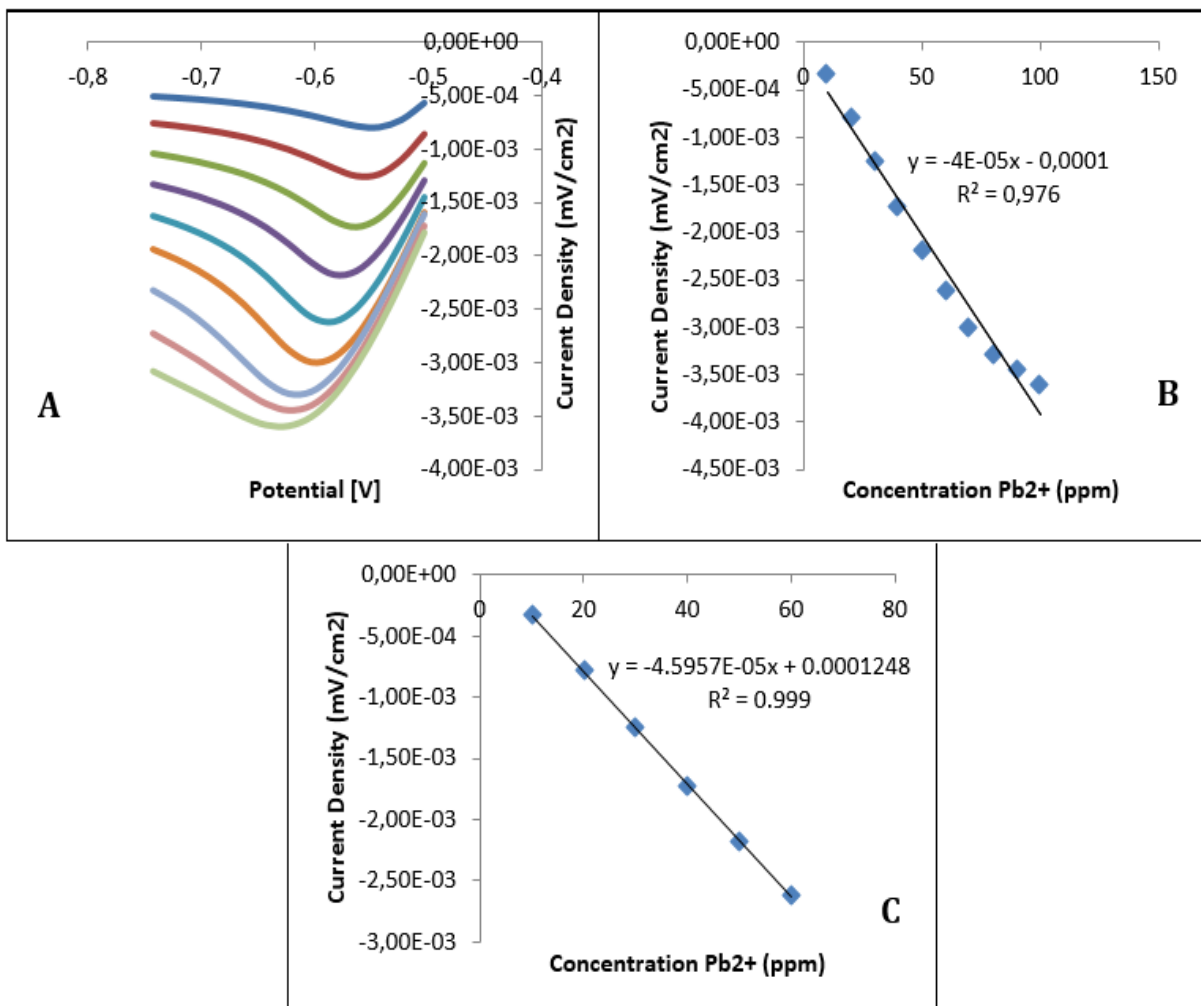 0,00E+00
-0,8 -0,7 -0,6 -0,5 -0,4
-5,00E-04
-1,00E-03
-1,50E-03
-2,00E-03
-2,50E-03
-3,00E-03
-3,50E-03
-4,00E-03
Current Density (mV/cm2)
A
Potential [V]
0,00E+00
0 50 100 150
-5,00E-04
-1,00E-03
-1,50E-03
-2,00E-03
-2,50E-03
-3,00E-03
-3,50E-03
-4,00E-03
-4,50E-03
Current Density (mV/cm2)
y = -4E-05x - 0,0001
R² = 0,976
B
Concentration Pb2+ (ppm)
0,00E+00
0 20 40 60 80
-5,00E-04
-1,00E-03
-1,50E-03
-2,00E-03
-2,50E-03
-3,00E-03
Current Density (mV/cm2)
y = -4.5957E-05x + 0.0001248
R² = 0.999
C
Concentration Pb2+ (ppm)